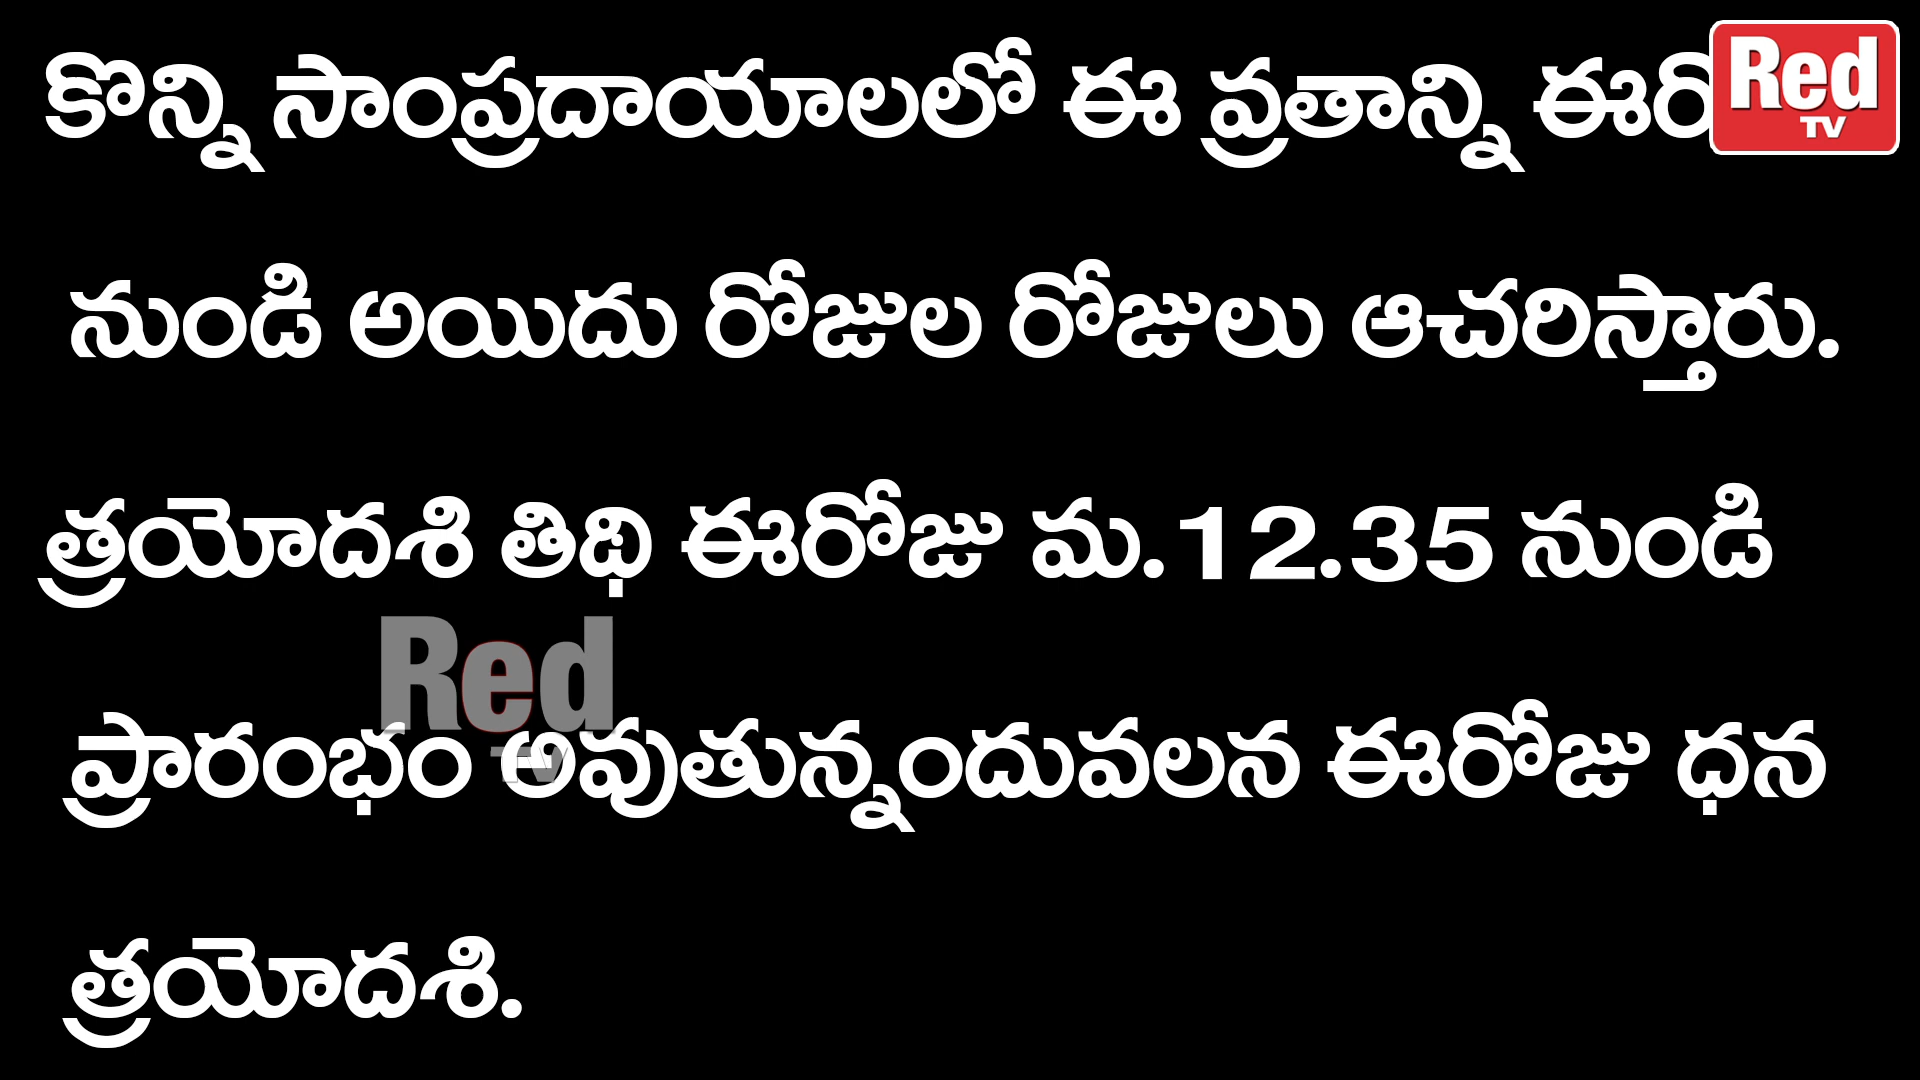 కొన్ని సాంప్రదాయాలలో ఈ వ్రతాన్ని
Red
TV
నుండి అయిదు రోజుల రోజులు ఆచరిస్తారు.
త్రయోదశి తిథి ఈరోజు మ.12.35 నుండి
Red
TV
ప్రారంభం అవుతున్నందువలన ఈరోజు ధన
త్రయోదశి.